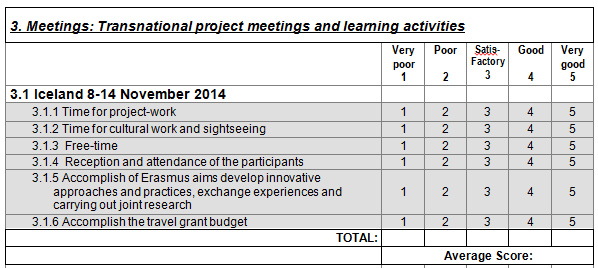 3. Meetings: Transnational project meetings and learning activities
Very poor 1 Poor 2 Satis-Factory 3 Good 4 Very good 5
3.1 Iceland 8-14 November 2014
3.1.1 Time for project-work 1 2 3 4 5
3.1.2 Time for cultural work and sightseeing 1 2 3 4 5
3.1.3 Free-time 1 2 3 4 5
3.1.4 Reception and attendance of the participants 1 2 3 4 5
3.1.5 Accomplish of Erasmus aims develop innovative
approaches and practices, exchange experiences and
carrying out joint research 1 2 3 4 5
3.1.6 Accomplish the travel grant budget 1 2 3 4 5
TOTAL:
Average Score: